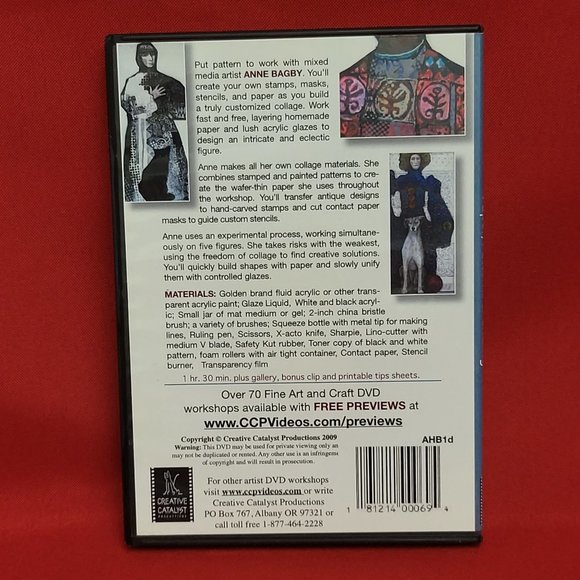 Put pattern to work with mixed
media artist ANNE BAGBY. You'll
create your own stamps, masks,
stencils, and paper as you build
a truly customized collage. Work
fast and free, layering homemade
paper and lush acrylic glazes to
design an intricate and eclectic
figure.
Anne makes all her own collage materials. She
combines stamped and painted patterns to cre-
ate the wafer-thin paper she uses throughout
the workshop. You'll transfer antique designs
to hand-carved stamps and cut contact paper
masks to guide custom stencils.
Anne uses an experimental process, working simultane-
ously on five figures. She takes risks with the weakest,
using the freedom of collage to find creative solutions.
You'll quickly build shapes with paper and slowly unify
them with controlled glazes.
MATERIALS: Golden brand fluid acrylic or other trans-
parent acrylic paint; Glaze Liquid, White and black acryl-
ic; Small jar of mat medium or gel; 2-inch china bristle
brush; a variety of brushes; Squeeze bottle with metal tip for making
lines, Ruling pen, Scissors, X-acto knife, Sharpie, Lino-cutter with
medium V blade, Safety Kut rubber, Toner copy of black and white
pattern, foam rollers with air tight container, Contact paper, Stencil
burner, Transparency film
1 hr. 30 min. plus gallery, bonus clip and printable tips sheets.
Over 70 Fine Art and Craft DVD
workshops available with FREE PREVIEWS at
www.CCPVideos.com/previews
Copyright © Creative Catalyst Productions 2009
Warning: This DVD may be used for private viewing only an
may not be duplicated or rented. Any other use is an infringeme
of copyright and will result in prosecution.
AHB1d
For other artist DVD workshops
visit www.ccpvideos.com or write
Creative Catalyst Productions
PO Box 767, Albany OR 97321 or
call toll free 1-877-464-2228
CREATIVE
CATALYST
PRODUCTIONS
1 81214 00069 4